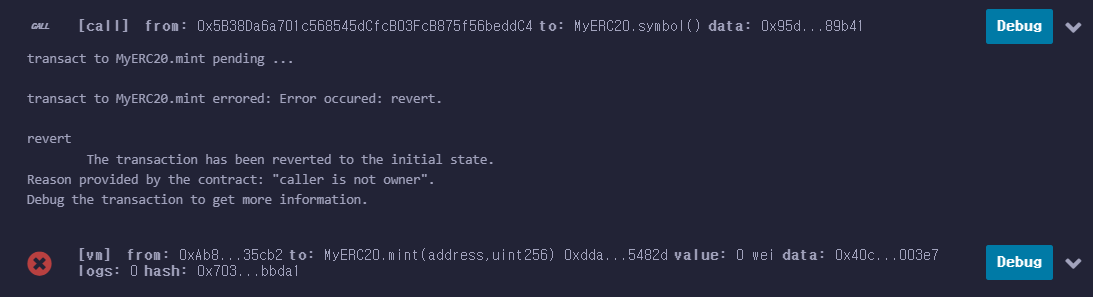 CALL [call] from: 0x5B38Da6a701c568545dCfcB03FcB875f56beddC4 to: MyERC20.symbol() data: 0x95d...89b41 Debug
transact to MyERC20.mint pending ...
transact to MyERC20.mint errored: Error occured: revert.
revert
The transaction has been reverted to the initial state.
Reason provided by the contract: "caller is not owner".
Debug the transaction to get more information.
[vm] from: 0xAb8...35cb2 to: MyERC20.mint(address,uint256) 0xdda...5482d value: 0 wei data: 0x40c...003e7 Debug
logs: 0 hash: 0x703...bbda1